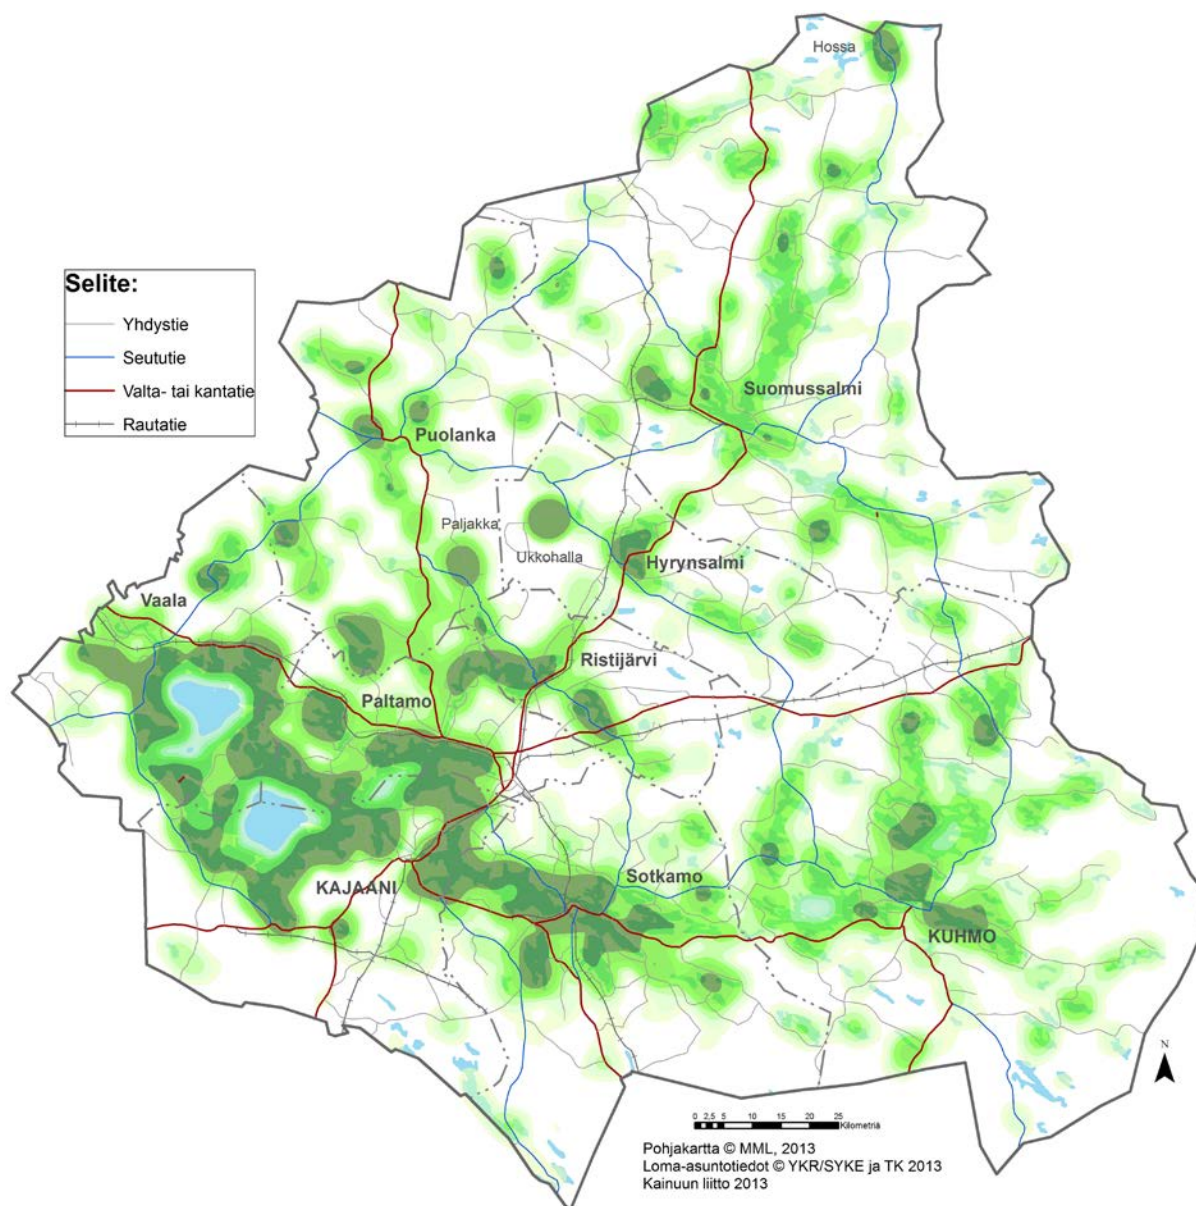 Hossa
Selite:
Yhdystie
Seututie
Valta- tai kantatie
Rautatie
Suomussalmi
Puolanka
Paljakka
Ukkohalla
Hyrynsalmi
Vaala
Ristijärvi
Paltamo
Sotkamo
KAJAANI
KUHMO
N
0 2,5 5 10 15 20 25
Kilometriä
Pohjakartta © MML, 2013
Loma-asuntotiedot © YKR/SYKE ja TK 2013
Kainuun liitto 2013